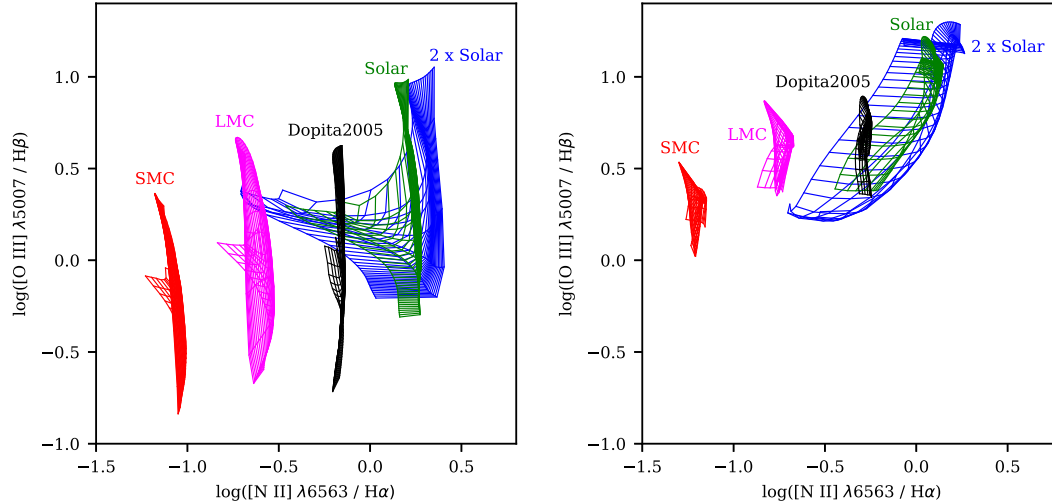 1.0
0.5
0.0
−0.5
−1.0
log([O III] λ5007 / Hβ)
2 x Solar
Solar
LMC
Dopita2005
SMC
−1.5
−1.0
−0.5
0.0
0.5
log([N II] λ6563 / Hα)
1.0
0.5
0.0
−0.5
−1.0
log([O III] λ5007 / Hβ)
Solar
2 x Solar
Dopita2005
LMC
SMC
−1.5
−1.0
−0.5
0.0
0.5
log([N II] λ6563 / Hα)